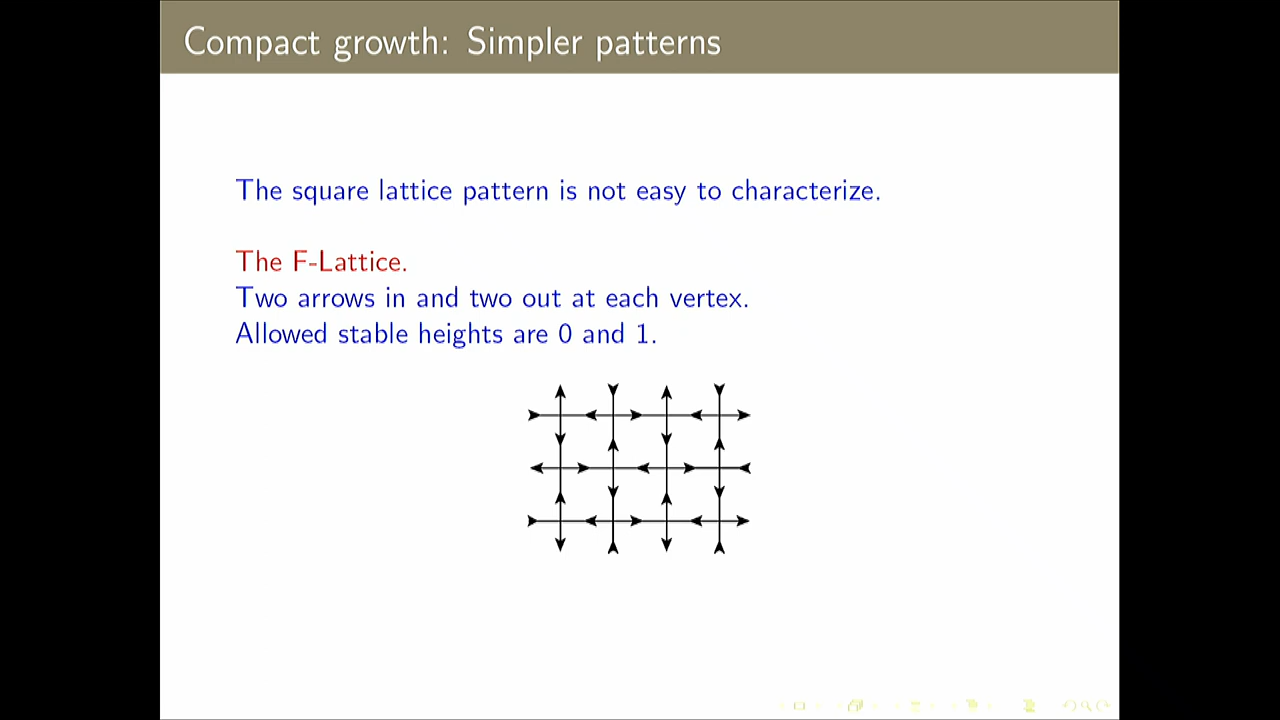 Compact growth: Simpler patterns
The square lattice pattern is not easy to characterize.
The F-Lattice.
Two arrows in and two out at each vertex.
Allowed stable heights are 0 and 1.